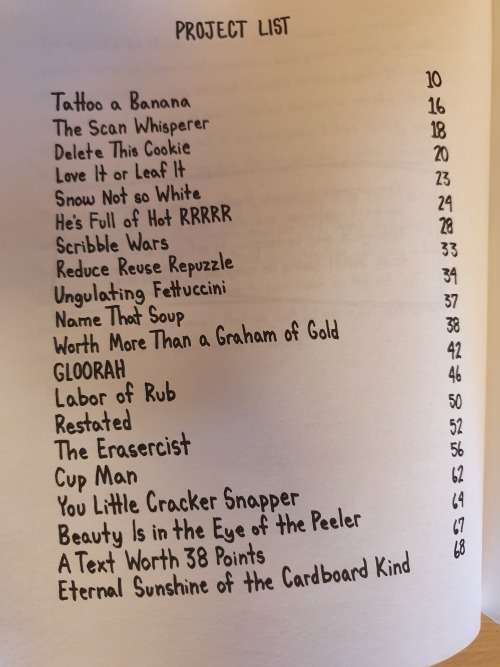 PROJECT LIST
Tattoo a Banana 10
The Scan Whisperer 16
Delete This Cookie 18
Love It or Leaf It 20
Snow Not so White 23
He's Full of Hot RRRRR 24
Scribble Wars 28
Reduce Reuse Repuzzle 33
Ungulating Fettuccini 34
Name That Soup 37
Worth More Than a Graham of Gold 38
GLOORAH 42
Labor of Rub 46
Restated 50
The Erasercist 52
Cup Man 56
You Little Cracker Snapper 62
Beauty Is in the Eye of the Peeler 64
A Text Worth 38 Points 67
Eternal Sunshine of the Cardboard Kind 68